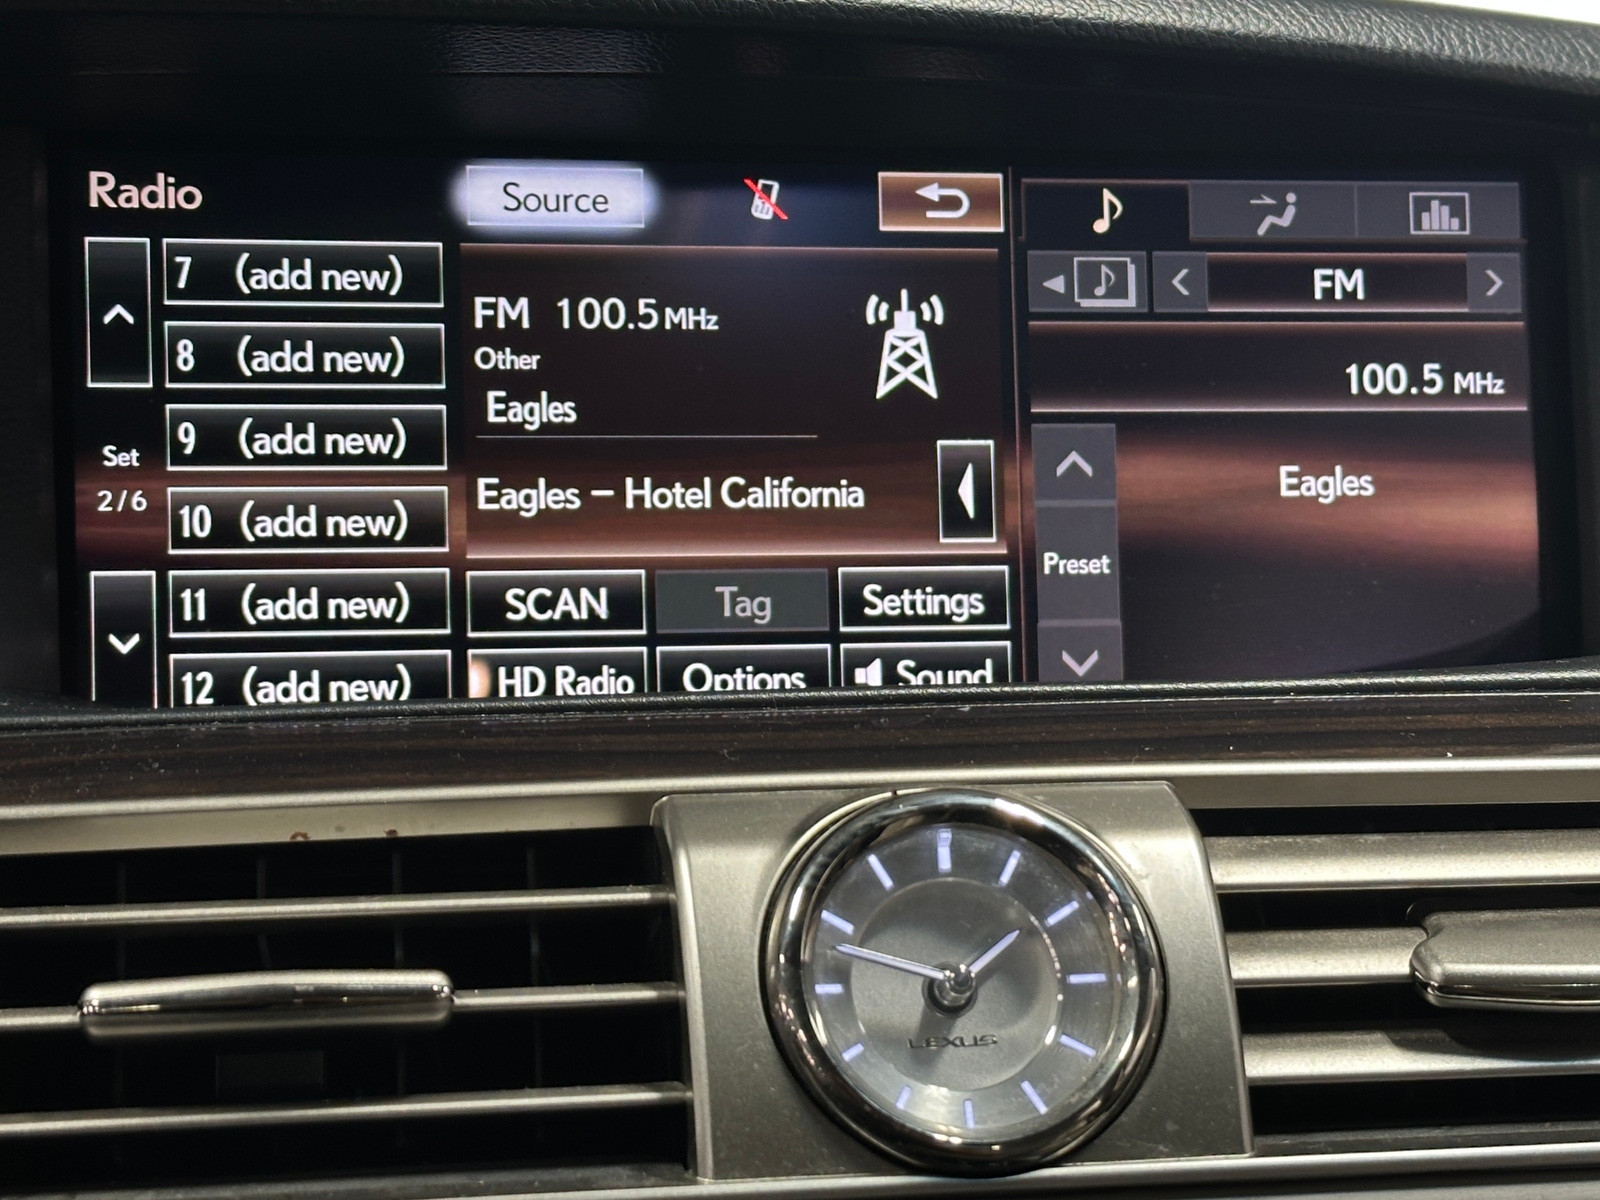 Radio
Source
7 (add new)
8 (add new)
9 (add new)
10 (add new)
11 (add new)
12 (add new)
Set
2/6
FM 100.5 MHz
Other
Eagles
Eagles – Hotel California
SCAN
Tag
Settings
HD Radio
Options
Sound
FM
100.5 MHz
Eagles
Preset
LEXUS